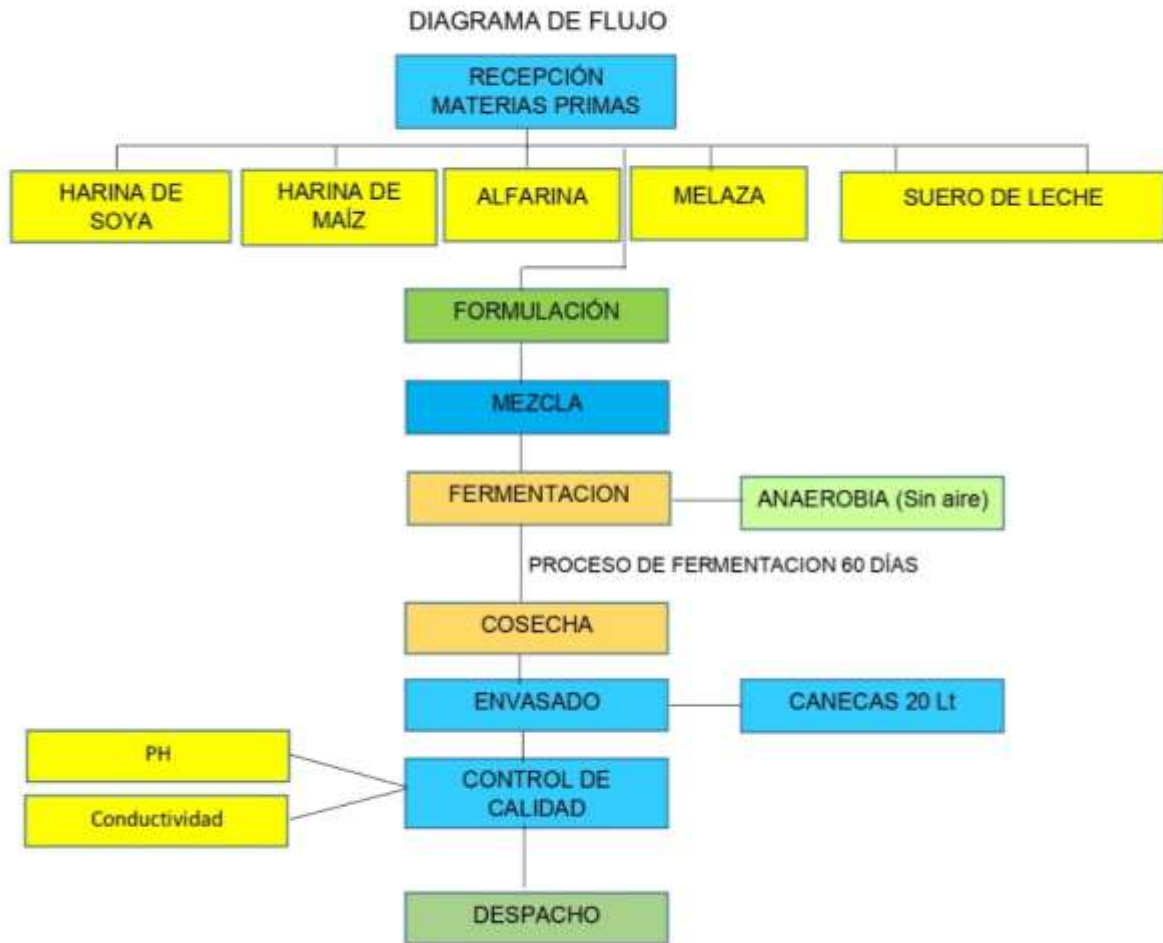 DIAGRAMA DE FLUJO
RECEPCIÓN
MATERIAS PRIMAS
HARINA DE
SOYA
HARINA DE
MAÍZ
ALFARINA
MELAZA
SUERO DE LECHE
FORMULACIÓN
MEZCLA
FERMENTACION
ANAEROBIA (Sin aire)
PROCESO DE FERMENTACION 60 DÍAS
COSECHA
ENVASADO
CANECAS 20 Lt
PH
Conductividad
CONTROL DE
CALIDAD
DESPACHO